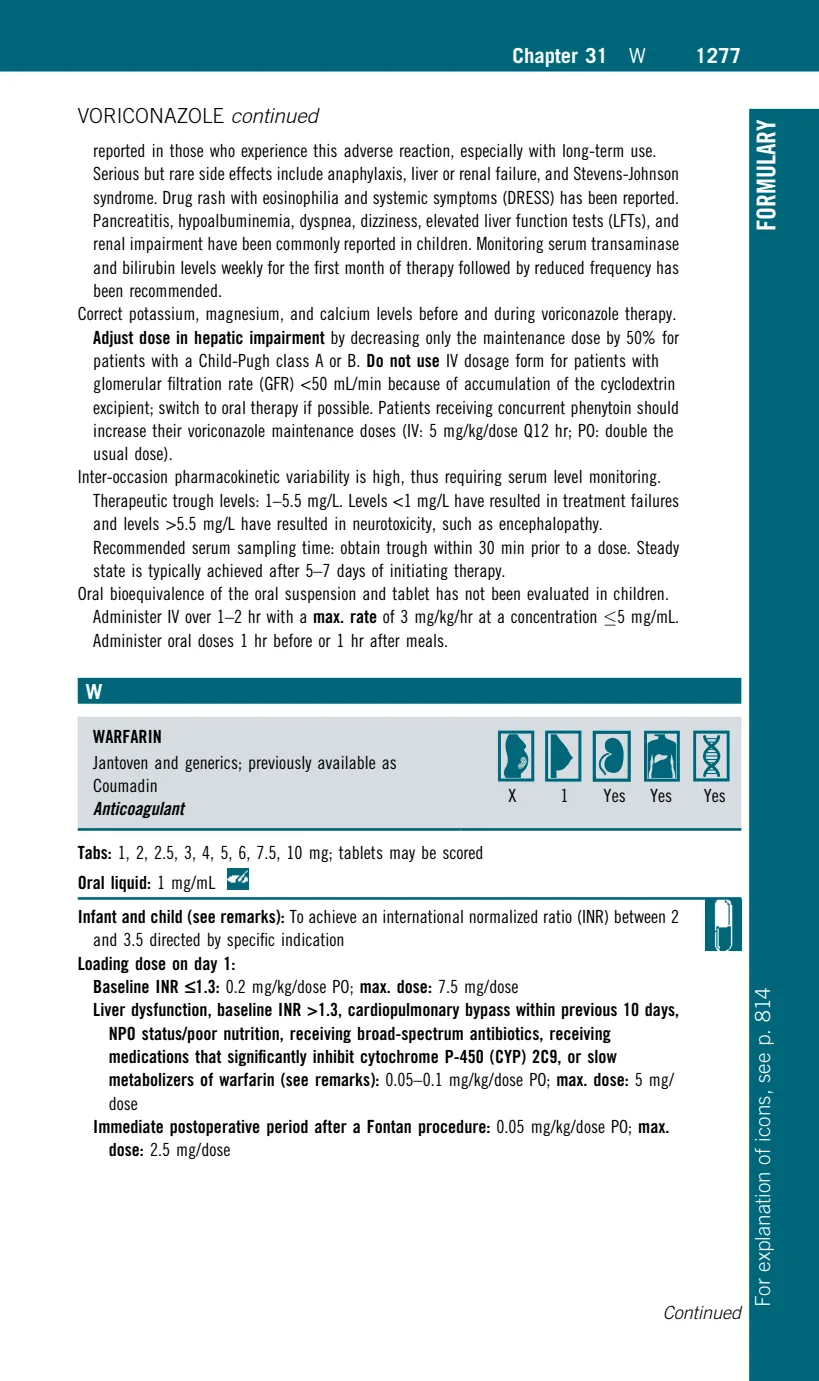 Chapter 31 W 1277
VORICONAZOLE continued
reported in those who experience this adverse reaction, especially with long-term use.
Serious but rare side effects include anaphylaxis, liver or renal failure, and Stevens-Johnson
syndrome. Drug rash with eosinophilia and systemic symptoms (DRESS) has been reported.
Pancreatitis, hypoalbuminemia, dyspnea, dizziness, elevated liver function tests (LFTs), and
renal impairment have been commonly reported in children. Monitoring serum transaminase
and bilirubin levels weekly for the first month of therapy followed by reduced frequency has
been recommended.
Correct potassium, magnesium, and calcium levels before and during voriconazole therapy.
Adjust dose in hepatic impairment by decreasing only the maintenance dose by 50% for
patients with a Child-Pugh class A or B. Do not use IV dosage form for patients with
glomerular filtration rate (GFR) <50 mL/min because of accumulation of the cyclodextrin
excipient; switch to oral therapy if possible. Patients receiving concurrent phenytoin should
increase their voriconazole maintenance doses (IV: 5 mg/kg/dose Q12 hr; PO: double the
usual dose).
Inter-occasion pharmacokinetic variability is high, thus requiring serum level monitoring.
Therapeutic trough levels: 1–5.5 mg/L. Levels <1 mg/L have resulted in treatment failures
and levels >5.5 mg/L have resulted in neurotoxicity, such as encephalopathy.
Recommended serum sampling time: obtain trough within 30 min prior to a dose. Steady
state is typically achieved after 5–7 days of initiating therapy.
Oral bioequivalence of the oral suspension and tablet has not been evaluated in children.
Administer IV over 1–2 hr with a max. rate of 3 mg/kg/hr at a concentration ≤5 mg/mL.
Administer oral doses 1 hr before or 1 hr after meals.
W
WARFARIN
Jantoven and generics; previously available as
Coumadin
Anticoagulant
X 1 Yes Yes Yes
Tabs: 1, 2, 2.5, 3, 4, 5, 6, 7.5, 10 mg; tablets may be scored
Oral liquid: 1 mg/mL
Infant and child (see remarks): To achieve an international normalized ratio (INR) between 2
and 3.5 directed by specific indication
Loading dose on day 1:
Baseline INR ≤1.3: 0.2 mg/kg/dose PO; max. dose: 7.5 mg/dose
Liver dysfunction, baseline INR >1.3, cardiopulmonary bypass within previous 10 days,
NPO status/poor nutrition, receiving broad-spectrum antibiotics, receiving
medications that significantly inhibit cytochrome P-450 (CYP) 2C9, or slow
metabolizers of warfarin (see remarks): 0.05–0.1 mg/kg/dose PO; max. dose: 5 mg/
dose
Immediate postoperative period after a Fontan procedure: 0.05 mg/kg/dose PO; max.
dose: 2.5 mg/dose
Continued
FORMULARY
For explanation of icons, see p. 814